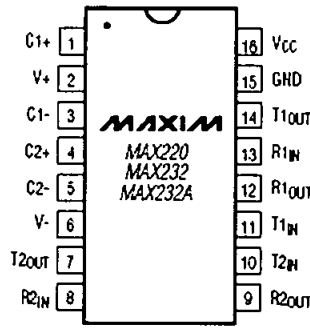 C1+ 1 16 VCC
V+ 2 15 GND
C1- 3 14 T1OUT
MAXIM
C2+ 4 MAX220 13 R1IN
MAX232
C2- 5 MAX232A 12 R1OUT
V- 6 11 T1IN
T2OUT 7 10 T2IN
R2IN 8 9 R2OUT